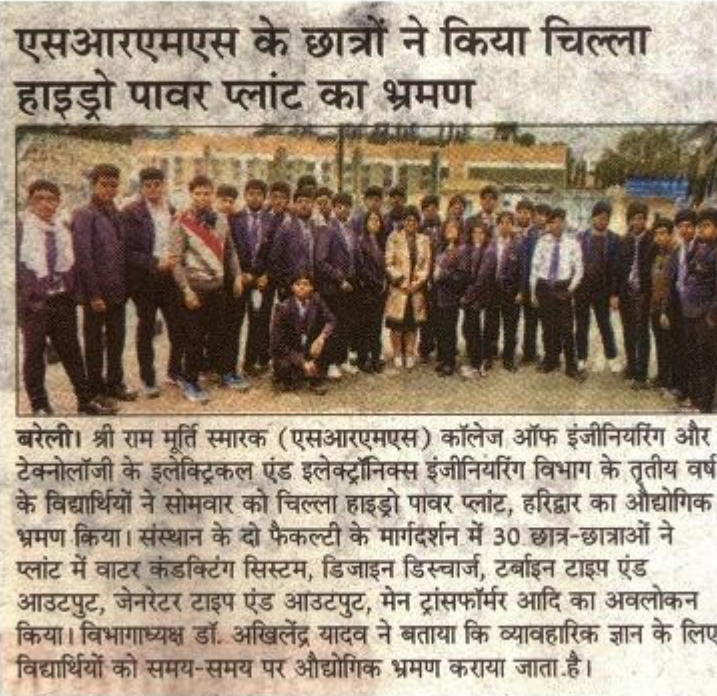 एसआरएमएस के छात्रों ने किया चिल्ला
हाइड्रो पावर प्लांट का भ्रमण
बरेली। श्री राम मूर्ति स्मारक (एसआरएमएस) कॉलेज ऑफ इंजीनियरिंग और
टेक्नोलॉजी के इलेक्ट्रिकल एंड इलेक्ट्रॉनिक्स इंजीनियरिंग विभाग के तृतीय वर्ष
के विद्यार्थियों ने सोमवार को चिल्ला हाइड्रो पावर प्लांट, हरिद्वार का औद्योगिक
भ्रमण किया। संस्थान के दो फैकल्टी के मार्गदर्शन में 30 छात्र-छात्राओं ने
प्लांट में वाटर कंडक्टिंग सिस्टम, डिजाइन डिस्चार्ज, टर्बाइन टाइप एंड
आउटपुट, जेनरेटर टाइप एंड आउटपुट, मेन ट्रांसफॉर्मर आदि का अवलोकन
किया। विभागाध्यक्ष डॉ. अखिलेंद्र यादव ने बताया कि व्यावहारिक ज्ञान के लिए
विद्यार्थियों को समय-समय पर औद्योगिक भ्रमण कराया जाता है।